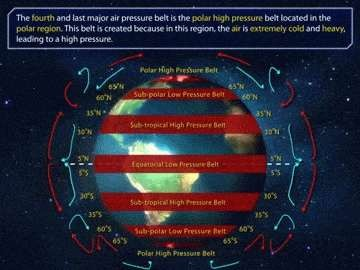 The fourth and last major air pressure belt is the polar high pressure belt located in the
polar region. This belt is created because in this region, the air is extremely cold and heavy,
leading to a high pressure.
Polar High Pressure Belt
65°N 65°N
60°N Sub-polar Low Pressure Belt 60°N
35°N 35°N
30°N Sub-tropical High Pressure Belt 30°N
5°N 5°N
Equatorial Low Pressure Belt
5°S 5°S
30°S Sub-tropical High Pressure Belt 30°S
35°S 35°S
60°S Sub-polar Low Pressure Belt 60°S
65°S 65°S
Polar High Pressure Belt